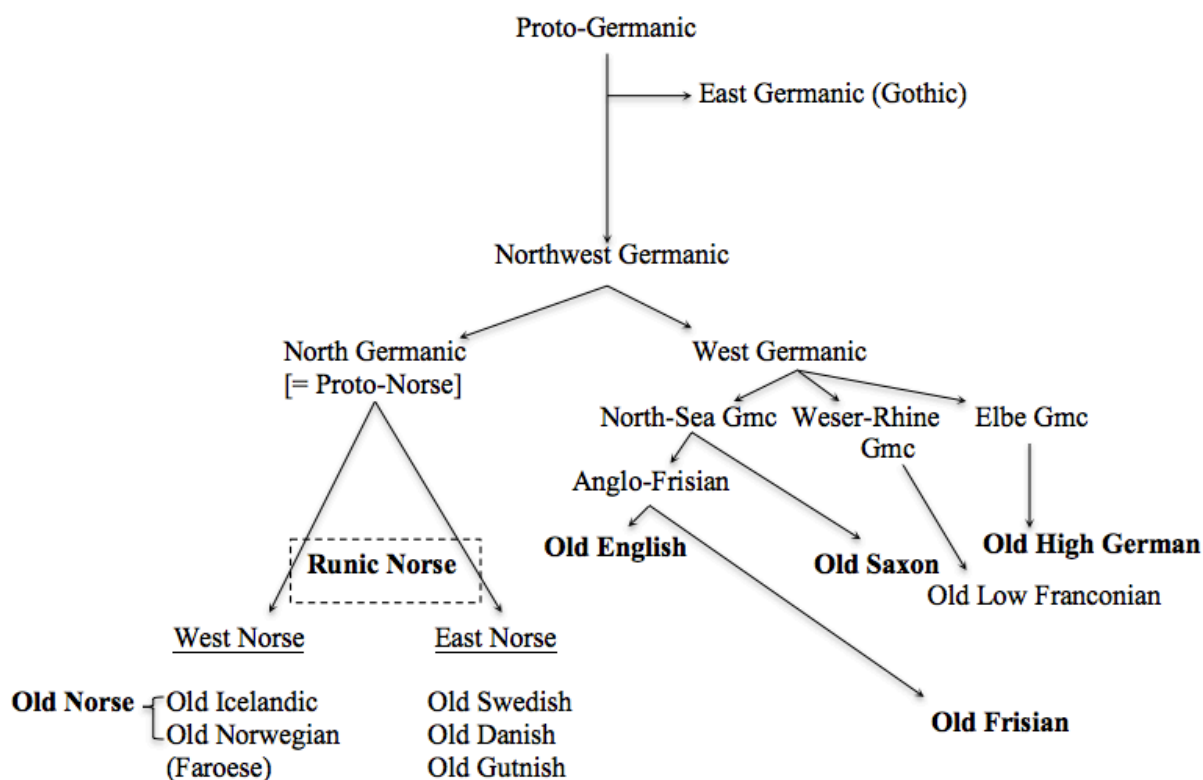 Proto-Germanic
East Germanic (Gothic)
Northwest Germanic
North Germanic
[= Proto-Norse]
West Germanic
North-Sea Gmc
Weser-Rhine
Gmc
Elbe Gmc
Anglo-Frisian
Old English
Old Saxon
Old High German
Old Low Franconian
Runic Norse
West Norse
East Norse
Old Norse
Old Icelandic
Old Norwegian
(Faroese)
Old Swedish
Old Danish
Old Gutnish
Old Frisian